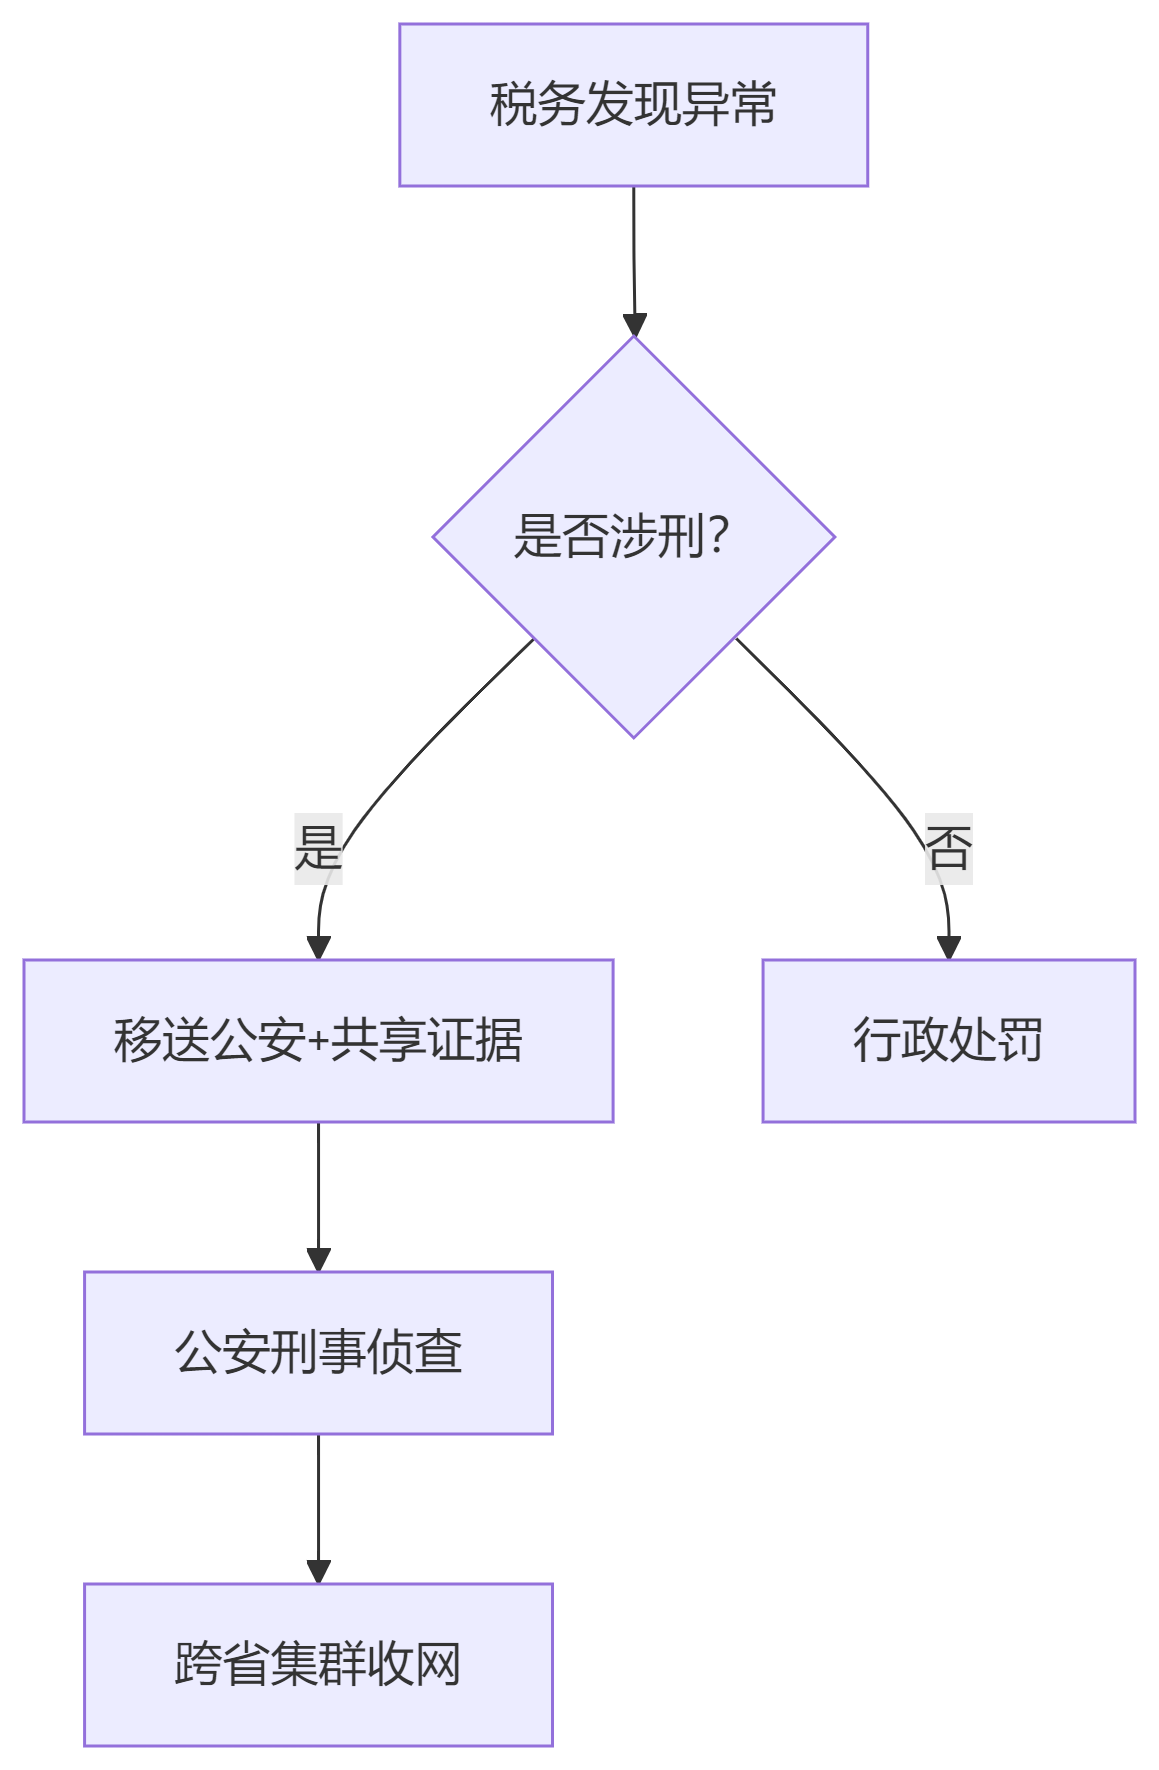 税务发现异常
是否涉刑?
是
否
移送公安+共享证据
行政处罚
公安刑事侦查
跨省集群收网